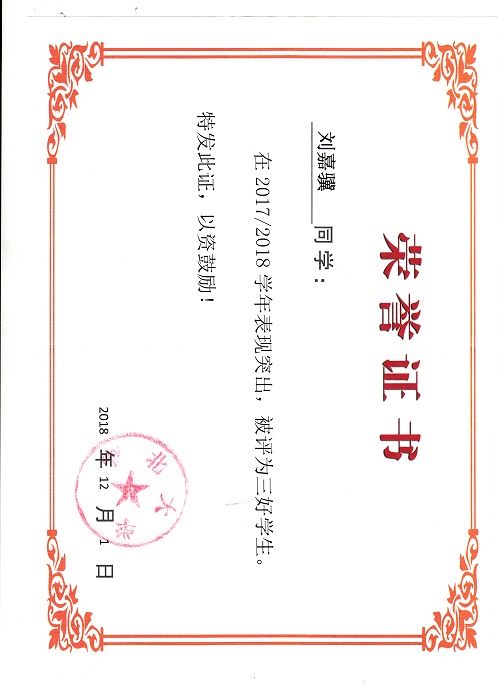 荣誉证书
刘嘉骥 同学：
在 2017/2018 学年表现突出，被评为三好学生。
特发此证，以资鼓励！
北大学
2018 年 12 月 1 日